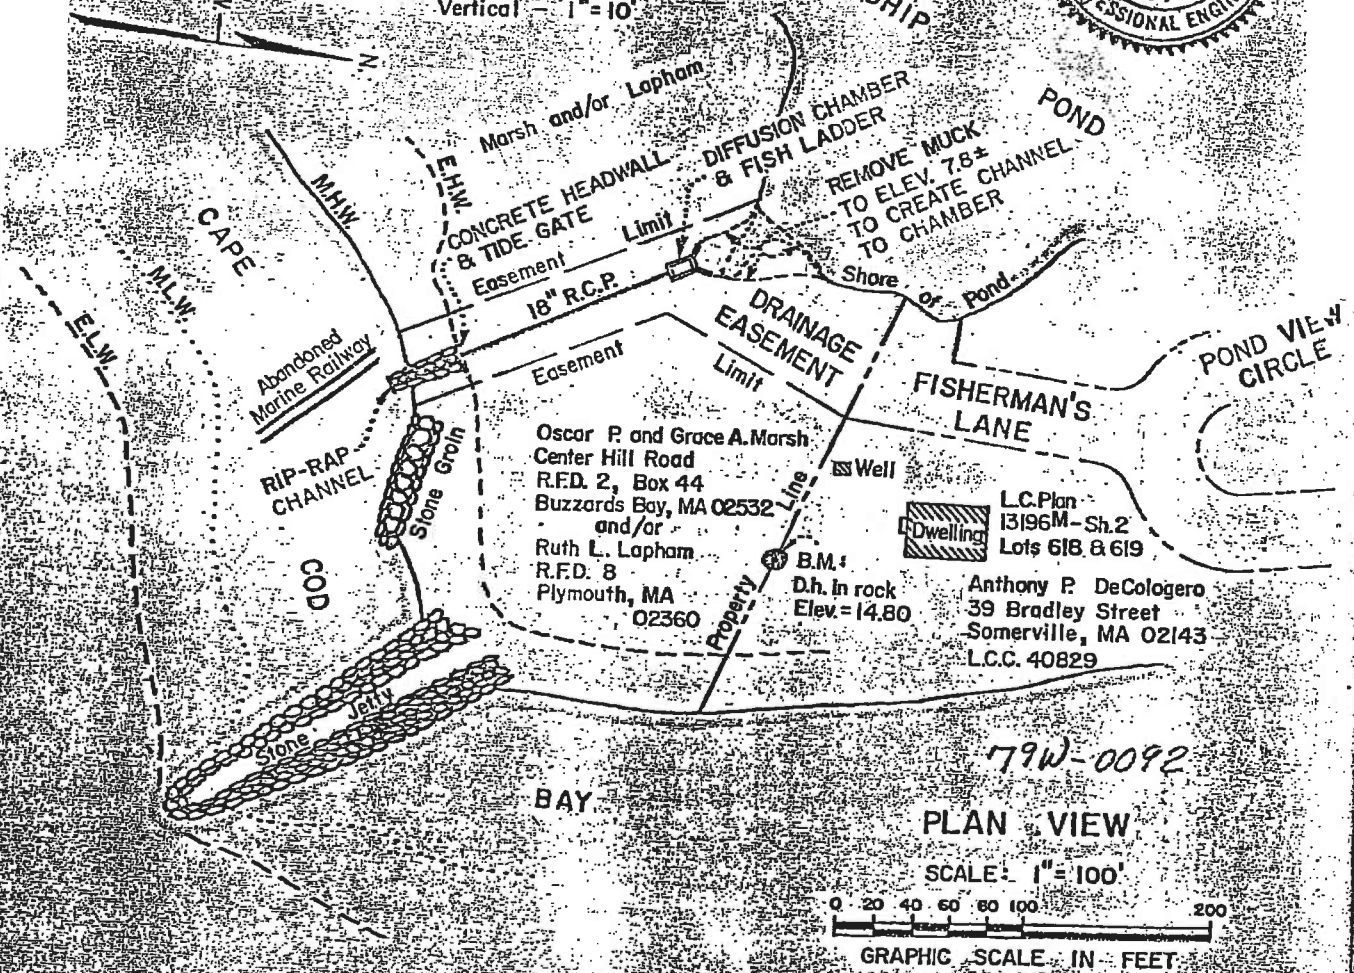 Vertical — 1"=10'
SHIP
ESSIONAL ENGIN
N.
Marsh and/or Lapham
DIFFUSION CHAMBER
& FISH LADDER
POND
REMOVE MUCK
TO ELEV. 7.8±
TO CREATE CHANNEL
TO CHAMBER
E.H.W.
M.H.W.
CONCRETE HEADWALL
& TIDE GATE
Easement Limit
18" R.C.P.
CAPE
M.L.W.
E.L.W.
Shore of Pond
DRAINAGE
EASEMENT
Abandoned
Marine Railway
Easement
Limit
POND VIEW
CIRCLE
FISHERMAN'S
LANE
RIP-RAP
CHANNEL
Stone Groin
Oscar P. and Grace A. Marsh
Center Hill Road
R.F.D. 2, Box 44
Buzzards Bay, MA 02532
and/or
Ruth L. Lapham
R.F.D. 8
Plymouth, MA
02360
Property Line
Well
Dwelling
L.C.Plan
13196M-Sh.2
Lots 618 & 619
B.M.:
D.h. in rock
Elev.=14.80
Anthony P. DeCologero
39 Bradley Street
Somerville, MA 02143
L.C.C. 40829
COD
Stone Jetty
BAY
79W-0092
PLAN VIEW
SCALE: 1"=100'
0 20 40 60 80 100 200
GRAPHIC SCALE IN FEET